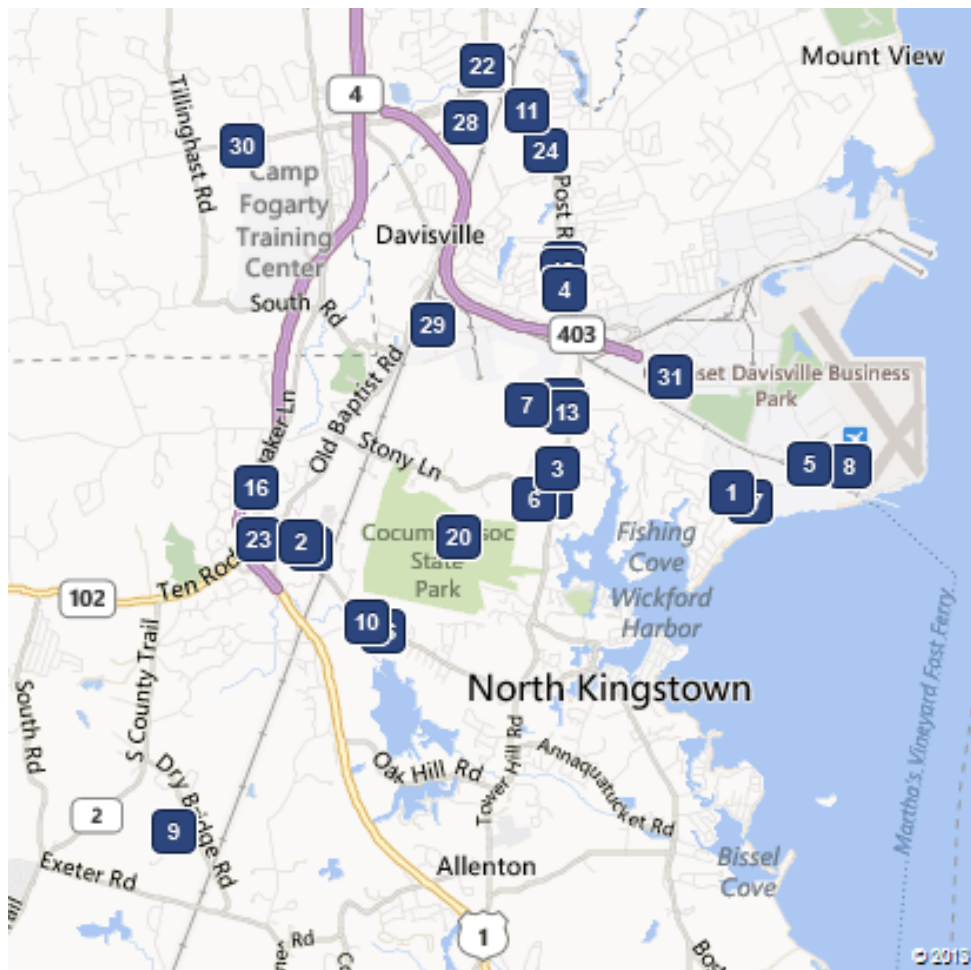 Mount View
22
4
11
28
30
24
Tillinghast Rd
Camp
Fogarty
Training
Center
Post R
Davisville
4
South Rd
29
403
31
set Davisville Business
Park
7
13
Old Baptist Rd
aker Ln
Stony Ln
3
5
8
16
6
1
7
23
2
20
Cocum
soc
State
Park
Fishing
Cove
Ten Rod
102
Wickford
Harbor
10
S County Trail
South Rd
North Kingstown
Martha's Vineyard Fast Ferry
Oak Hill Rd
Tower Hill Rd
Annaquatucket Rd
Dry Bridge Rd
2
9
Exeter Rd
Allenton
Bissel
Cove
1
Rd
© 2013